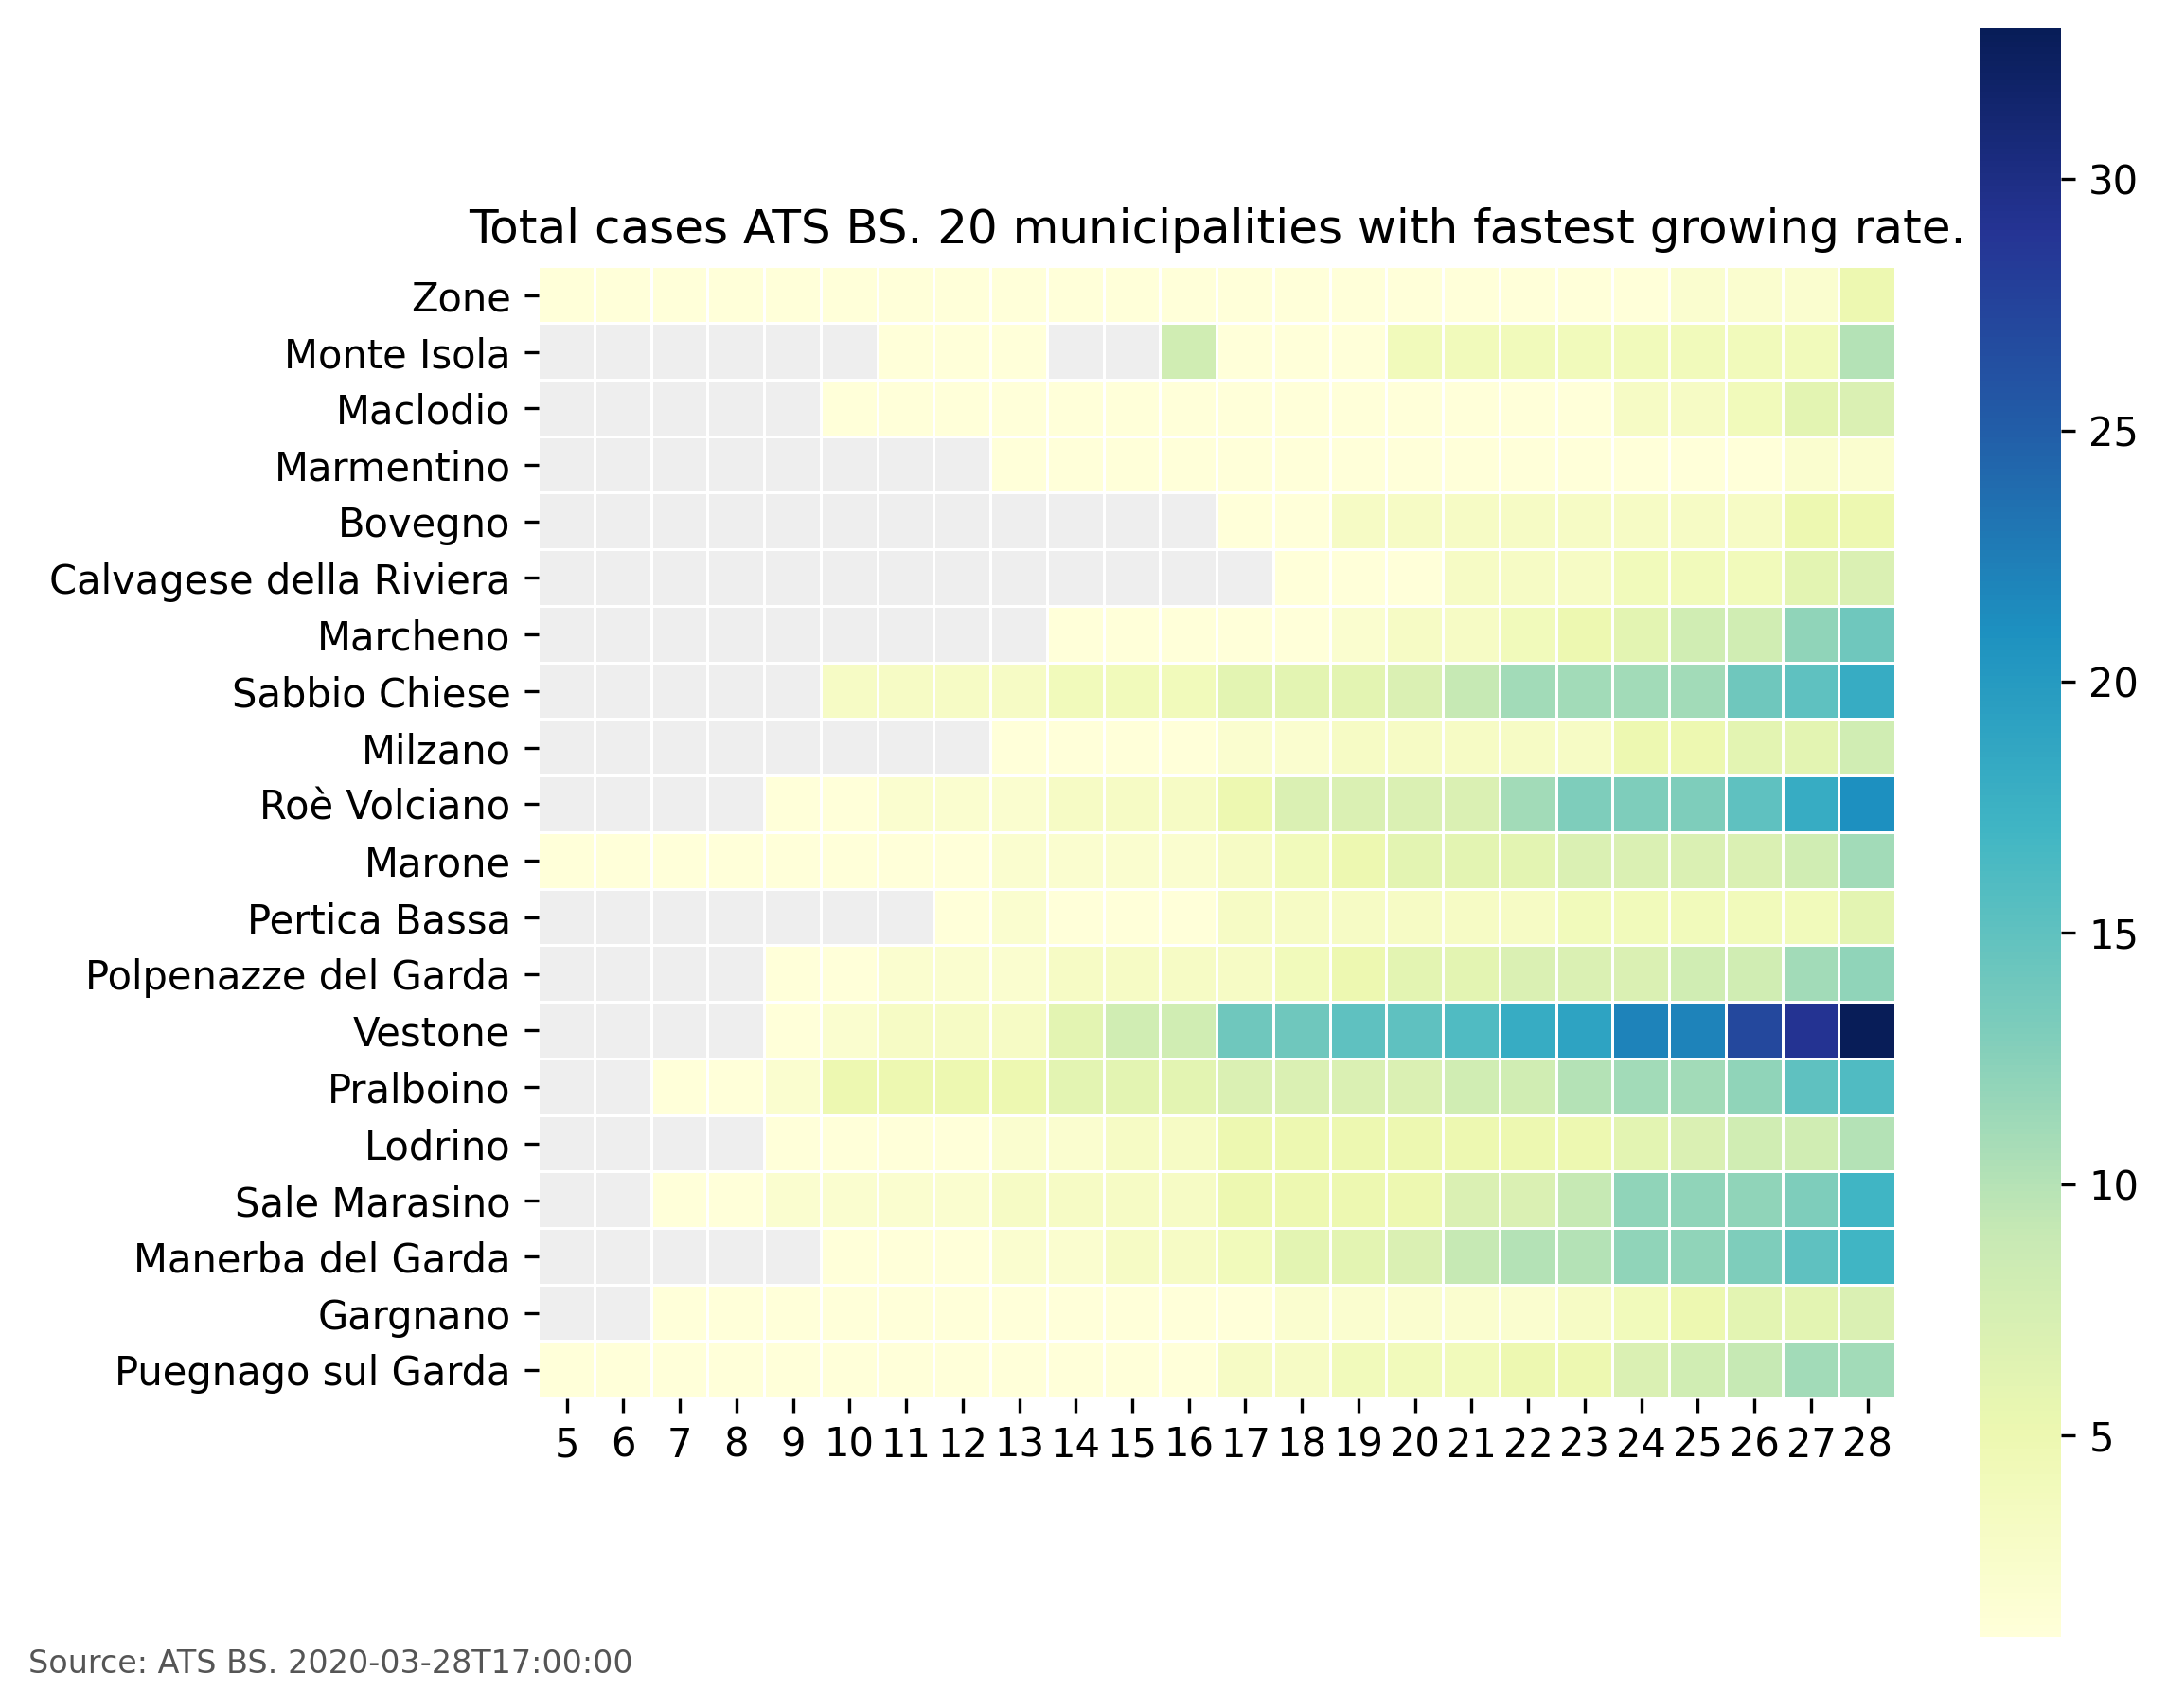 Total cases ATS BS. 20 municipalities with fastest growing rate.
Zone
Monte Isola
Maclodio
Marmentino
Bovegno
Calvagese della Riviera
Marcheno
Sabbio Chiese
Milzano
Roè Volciano
Marone
Pertica Bassa
Polpenazze del Garda
Vestone
Pralboino
Lodrino
Sale Marasino
Manerba del Garda
Gargnano
Puegnago sul Garda
5 6 7 8 9 10 11 12 13 14 15 16 17 18 19 20 21 22 23 24 25 26 27 28
30
25
20
15
10
5
Source: ATS BS. 2020-03-28T17:00:00